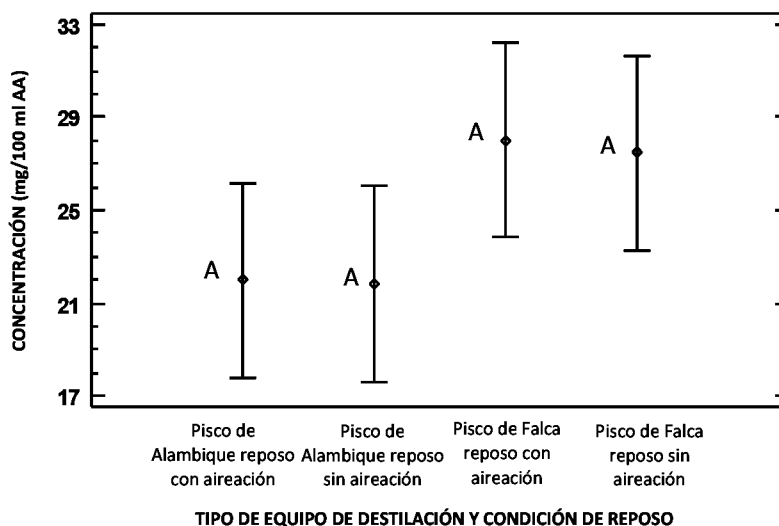 33
29
25
21
17
CONCENTRACIÓN (mg/100 ml AA)
A
A
A
A
Pisco de
Alambique reposo
con aireación
Pisco de
Alambique reposo
sin aireación
Pisco de Falca
reposo con
aireación
Pisco de Falca
reposo sin
aireación
TIPO DE EQUIPO DE DESTILACIÓN Y CONDICIÓN DE REPOSO